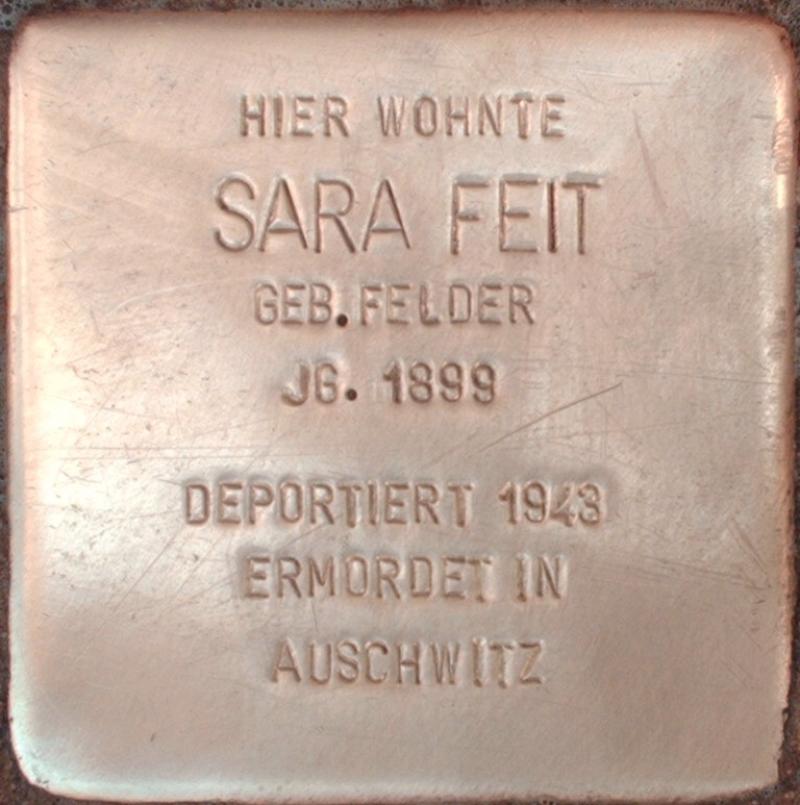 HIER WOHNTE
SARA FEIT
GEB. FELDER
JG. 1899
DEPORTIERT 1943
ERMORDET IN
AUSCHWITZ